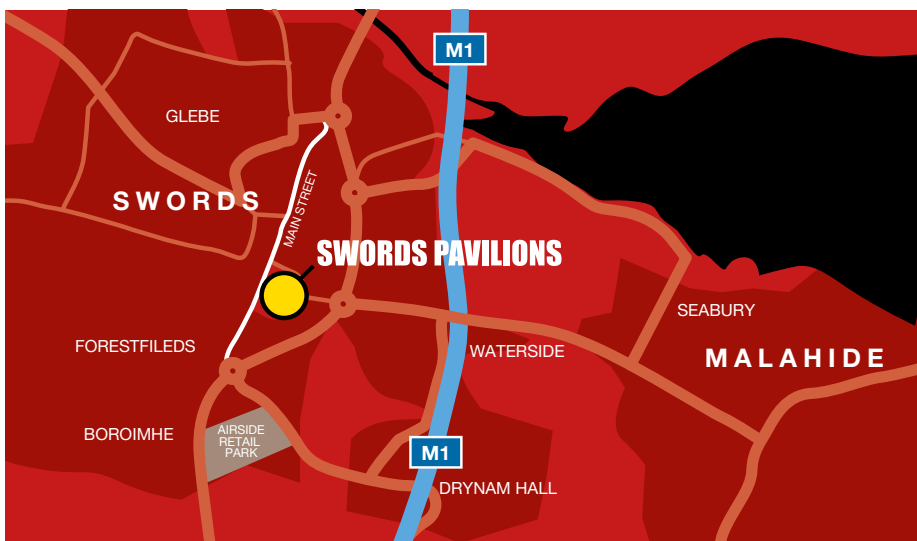 M1
GLEBE
SWORDS
MAIN STREET
SWORDS PAVILIONS
SEABURY
FORESTFILEDS
WATERSIDE
MALAHIDE
BOROIMHE
AIRSIDE
RETAIL
PARK
M1
DRYNAM HALL